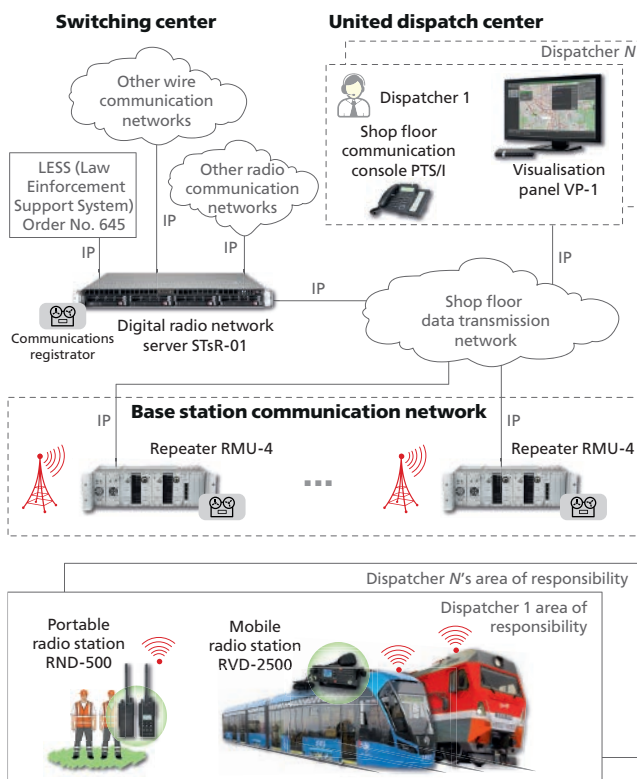 Switching center
United dispatch center
Dispatcher N
Other wire
communication
networks
Dispatcher 1
Shop floor
communication
console PTS/I
Visualisation
panel VP-1
LESS (Law
Einforcement
Support System)
Order No. 645
Other radio
communication
networks
IP
IP
IP
IP
IP
Shop floor
data transmission
network
Digital radio network
server STsR-01
Communications
registrator
Base station communication network
IP
IP
Repeater RMU-4
Repeater RMU-4
Dispatcher N's area of responsibility
Dispatcher 1 area of
responsibility
Portable
radio station
RND-500
Mobile
radio station
RVD-2500